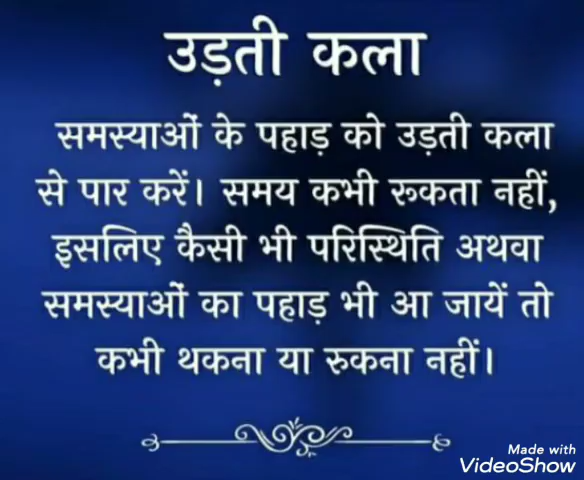 उड़ती कला
समस्याओं के पहाड़ को उड़ती कला
से पार करें। समय कभी रूकता नहीं,
इसलिए कैसी भी परिस्थिति अथवा
समस्याओं का पहाड़ भी आ जायें तो
कभी थकना या रुकना नहीं।
Made with
VideoShow